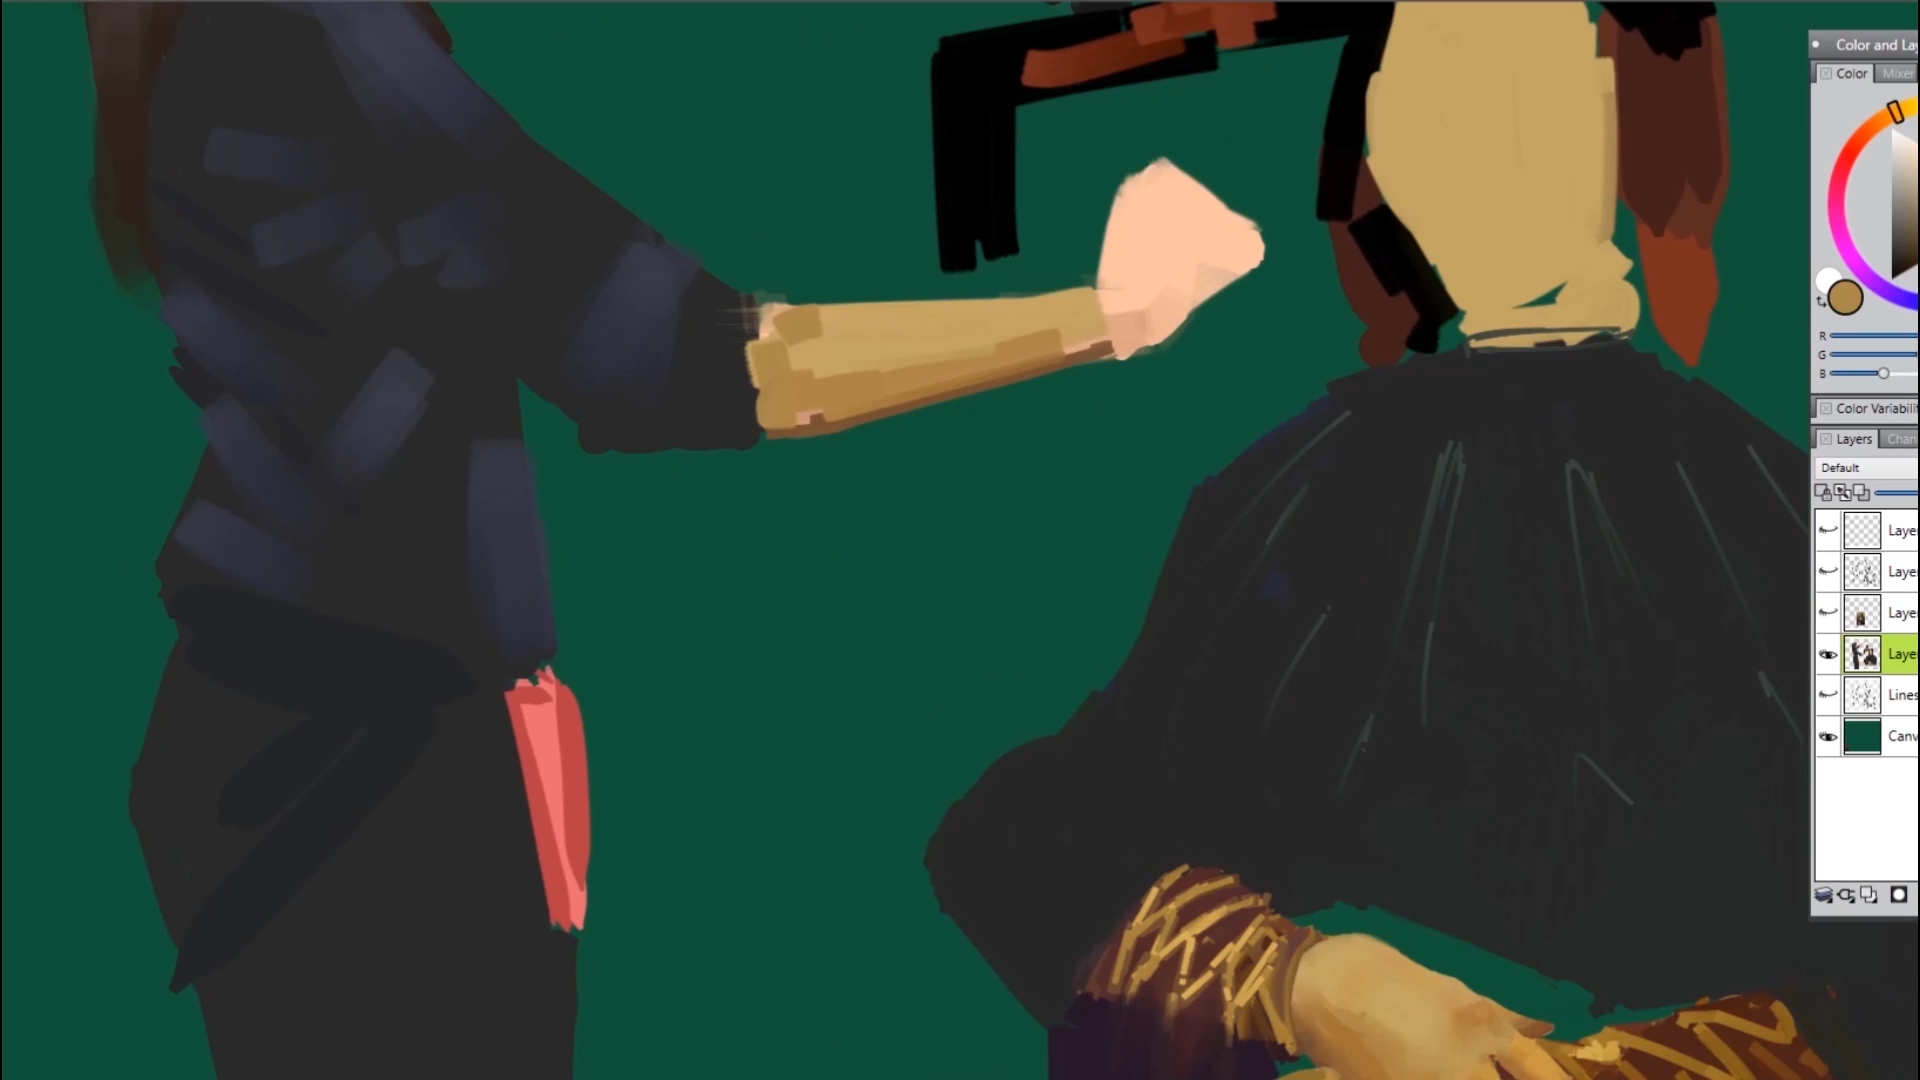 Color and Lay
Color Mixer
R
G
B
Color Variabili
Layers Chan
Default
Laye
Laye
Laye
Laye
Lines
Canv